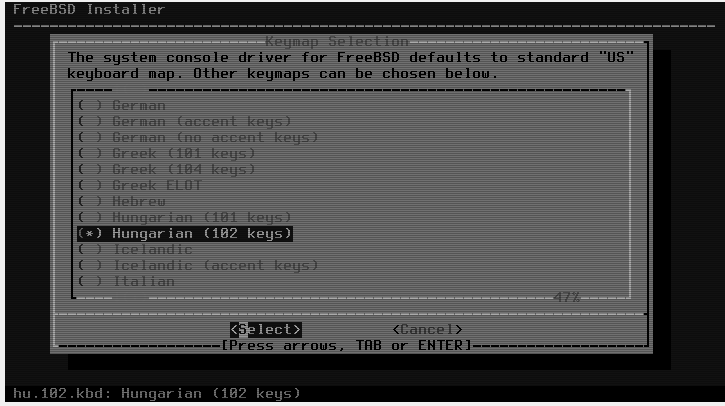 FreeBSD Installer
Keymap Selection
The system console driver for FreeBSD defaults to standard "US"
keyboard map. Other keymaps can be chosen below.
( ) German
( ) German (accent keys)
( ) German (no accent keys)
( ) Greek (101 keys)
( ) Greek (104 keys)
( ) Greek ELOT
( ) Hebrew
( ) Hungarian (101 keys)
(*) Hungarian (102 keys)
( ) Icelandic
( ) Icelandic (accent keys)
( ) Italian
47%
<Select> <Cancel>
[Press arrows, TAB or ENTER]
hu.102.kbd: Hungarian (102 keys)